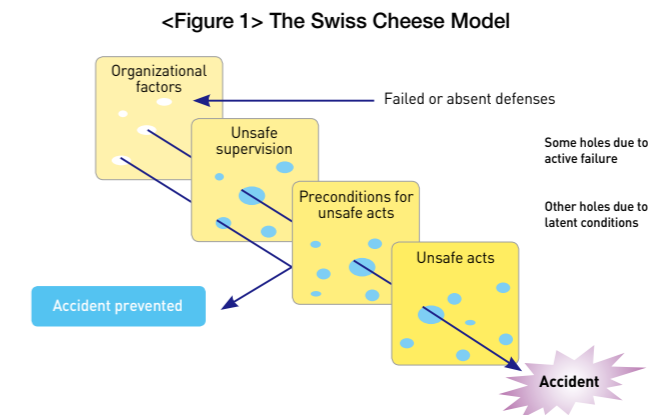 <Figure 1> The Swiss Cheese Model
Organizational
factors
Failed or absent defenses
Unsafe
supervision
Some holes due to
active failure
Preconditions for
unsafe acts
Other holes due to
latent conditions
Unsafe acts
Accident prevented
Accident